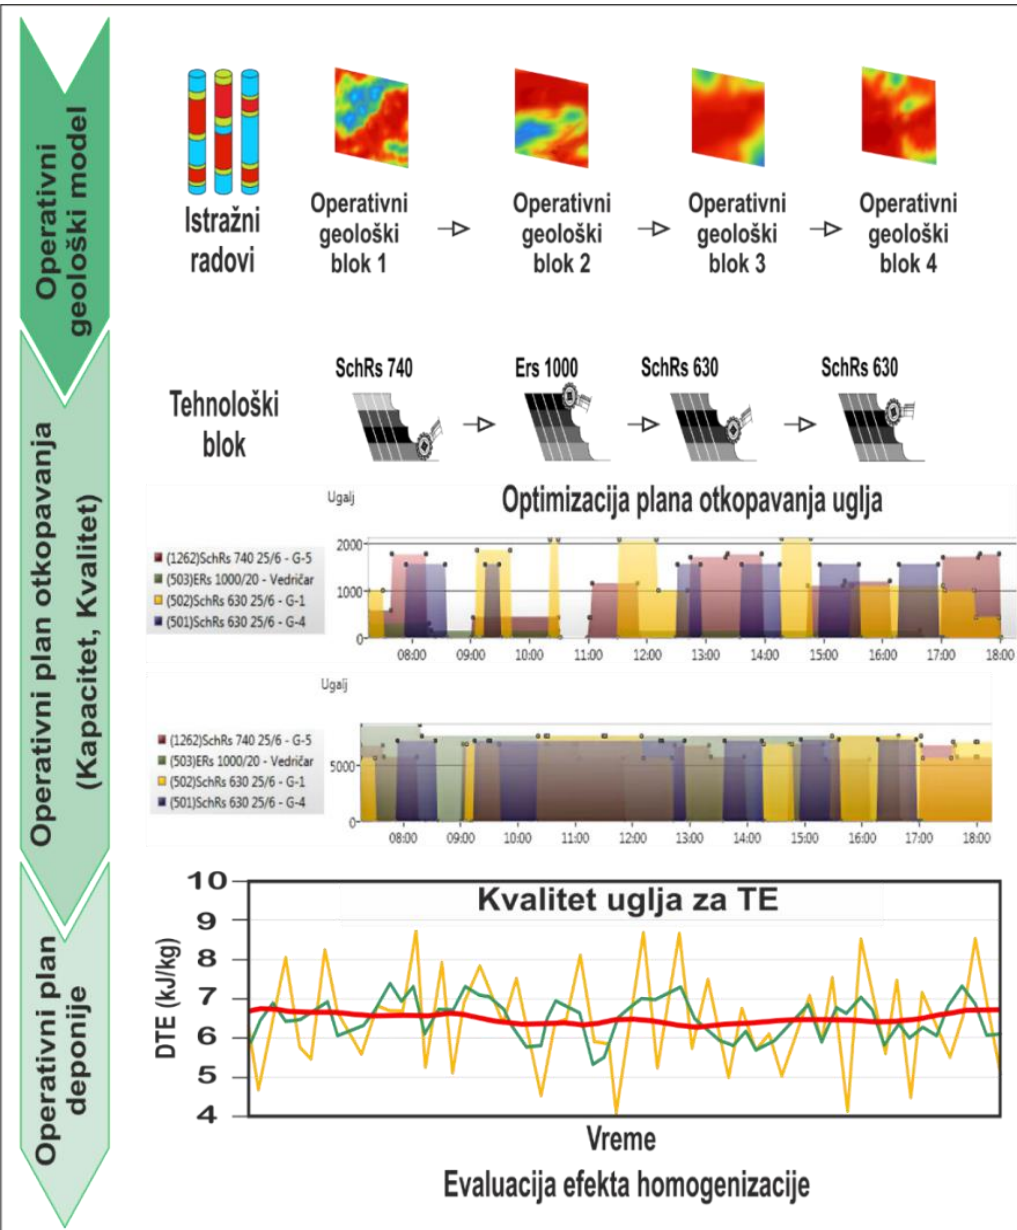 Operativni
geološki model
Istražni
radovi
Operativni
geološki
blok 1
Operativni
geološki
blok 2
Operativni
geološki
blok 3
Operativni
geološki
blok 4
Operativni plan otkopavanja
(Kapacitet, Kvalitet)
Tehnološki
blok
SchRs 740
Ers 1000
SchRs 630
SchRs 630
Optimizacija plana otkopavanja uglja
Ugalj
(1262)SchRs 740 25/6 - G-5
(503)ERs 1000/20 - Vedričar
(502)SchRs 630 25/6 - G-1
(501)SchRs 630 25/6 - G-4
2000
1000
0
08:00 09:00 10:00 11:00 12:00 13:00 14:00 15:00 16:00 17:00 18:00
Ugalj
(1262)SchRs 740 25/6 - G-5
(503)ERs 1000/20 - Vedričar
(502)SchRs 630 25/6 - G-1
(501)SchRs 630 25/6 - G-4
5000
0
08:00 09:00 10:00 11:00 12:00 13:00 14:00 15:00 16:00 17:00 18:00
Operativni plan
deponije
Kvalitet uglja za TE
DTE (kJ/kg)
10
9
8
7
6
5
4
Vreme
Evaluacija efekta homogenizacije